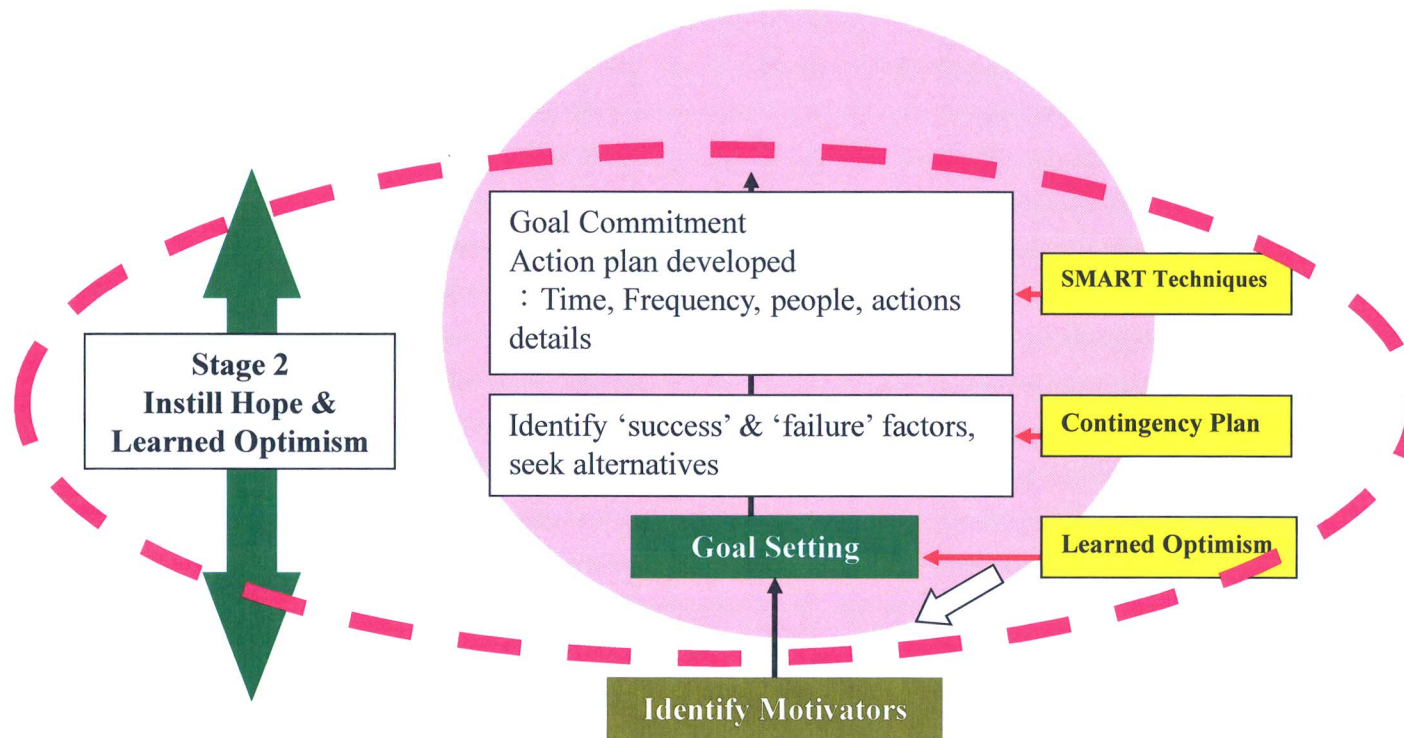 Goal Commitment
Action plan developed
：Time, Frequency, people, actions
details
SMART Techniques
Stage 2
Instill Hope &
Learned Optimism
Identify ‘success’ & ‘failure’ factors,
seek alternatives
Contingency Plan
Goal Setting
Learned Optimism
Identify Motivators